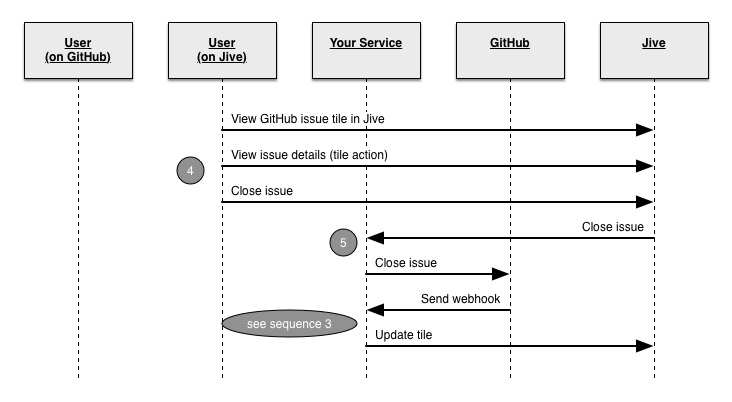 User
(on GitHub)
User
(on Jive)
Your Service
GitHub
Jive
View GitHub issue tile in Jive
View issue details (tile action)
4
Close issue
Close issue
5
Close issue
Send webhook
see sequence 3
Update tile